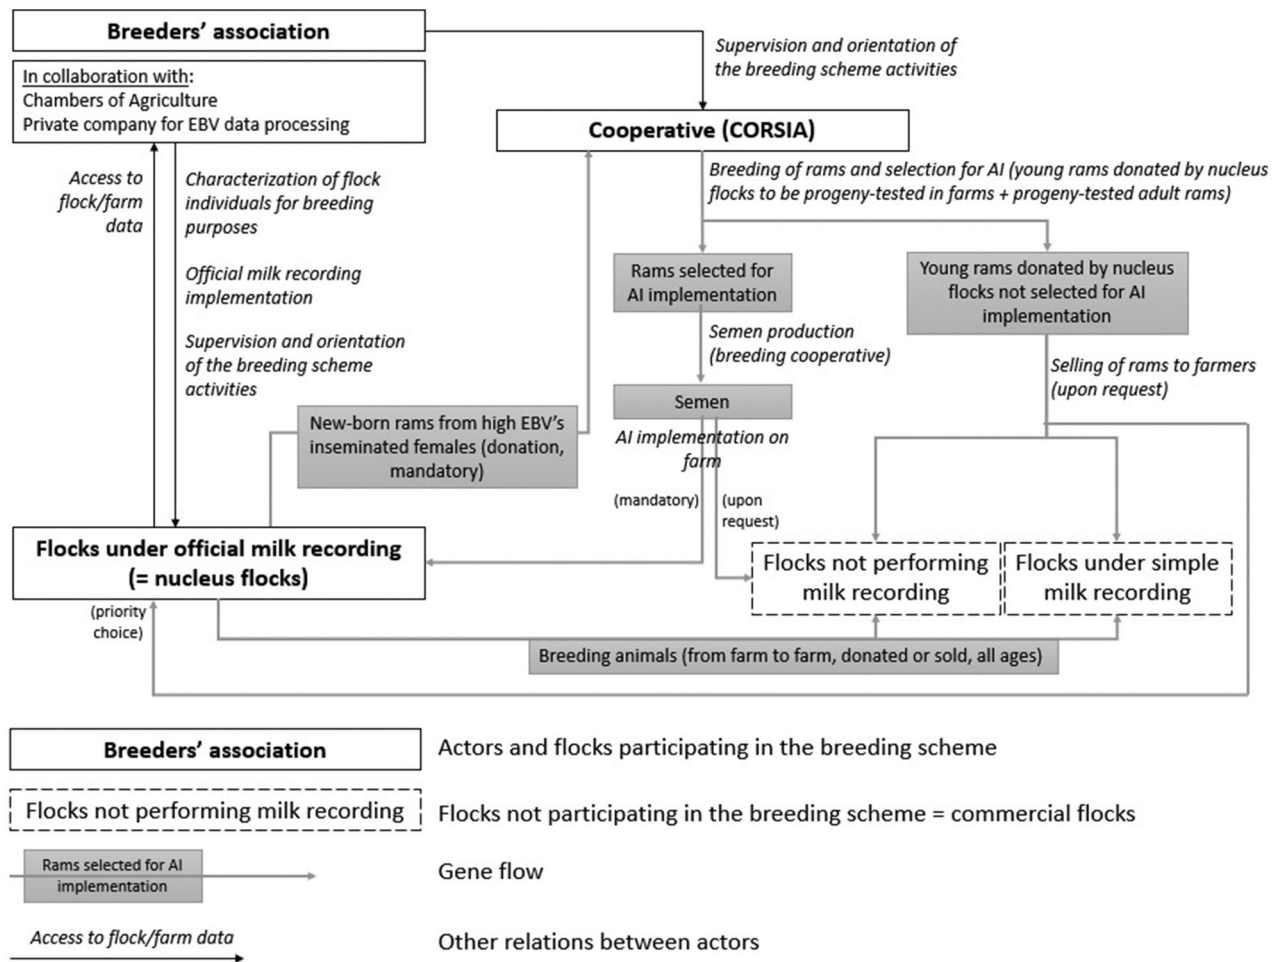 Breeders’ association
In collaboration with:
Chambers of Agriculture
Private company for EBV data processing
Supervision and orientation of
the breeding scheme activities
Cooperative (CORSIA)
Access to
flock/farm
data
Characterization of flock
individuals for breeding
purposes
Official milk recording
implementation
Supervision and orientation
of the breeding scheme
activities
Breeding of rams and selection for AI (young rams donated by nucleus
flocks to be progeny-tested in farms + progeny-tested adult rams)
Rams selected for
AI implementation
Young rams donated by nucleus
flocks not selected for AI
implementation
Semen production
(breeding cooperative)
Selling of rams to farmers
(upon request)
Semen
New-born rams from high EBV’s
inseminated females (donation,
mandatory)
AI implementation on
farm
(mandatory)
(upon
request)
Flocks under official milk recording
(= nucleus flocks)
Flocks not performing
milk recording
Flocks under simple
milk recording
(priority
choice)
Breeding animals (from farm to farm, donated or sold, all ages)
Breeders’ association
Actors and flocks participating in the breeding scheme
Flocks not performing milk recording
Flocks not participating in the breeding scheme = commercial flocks
Rams selected for AI
implementation
Gene flow
Access to flock/farm data
Other relations between actors